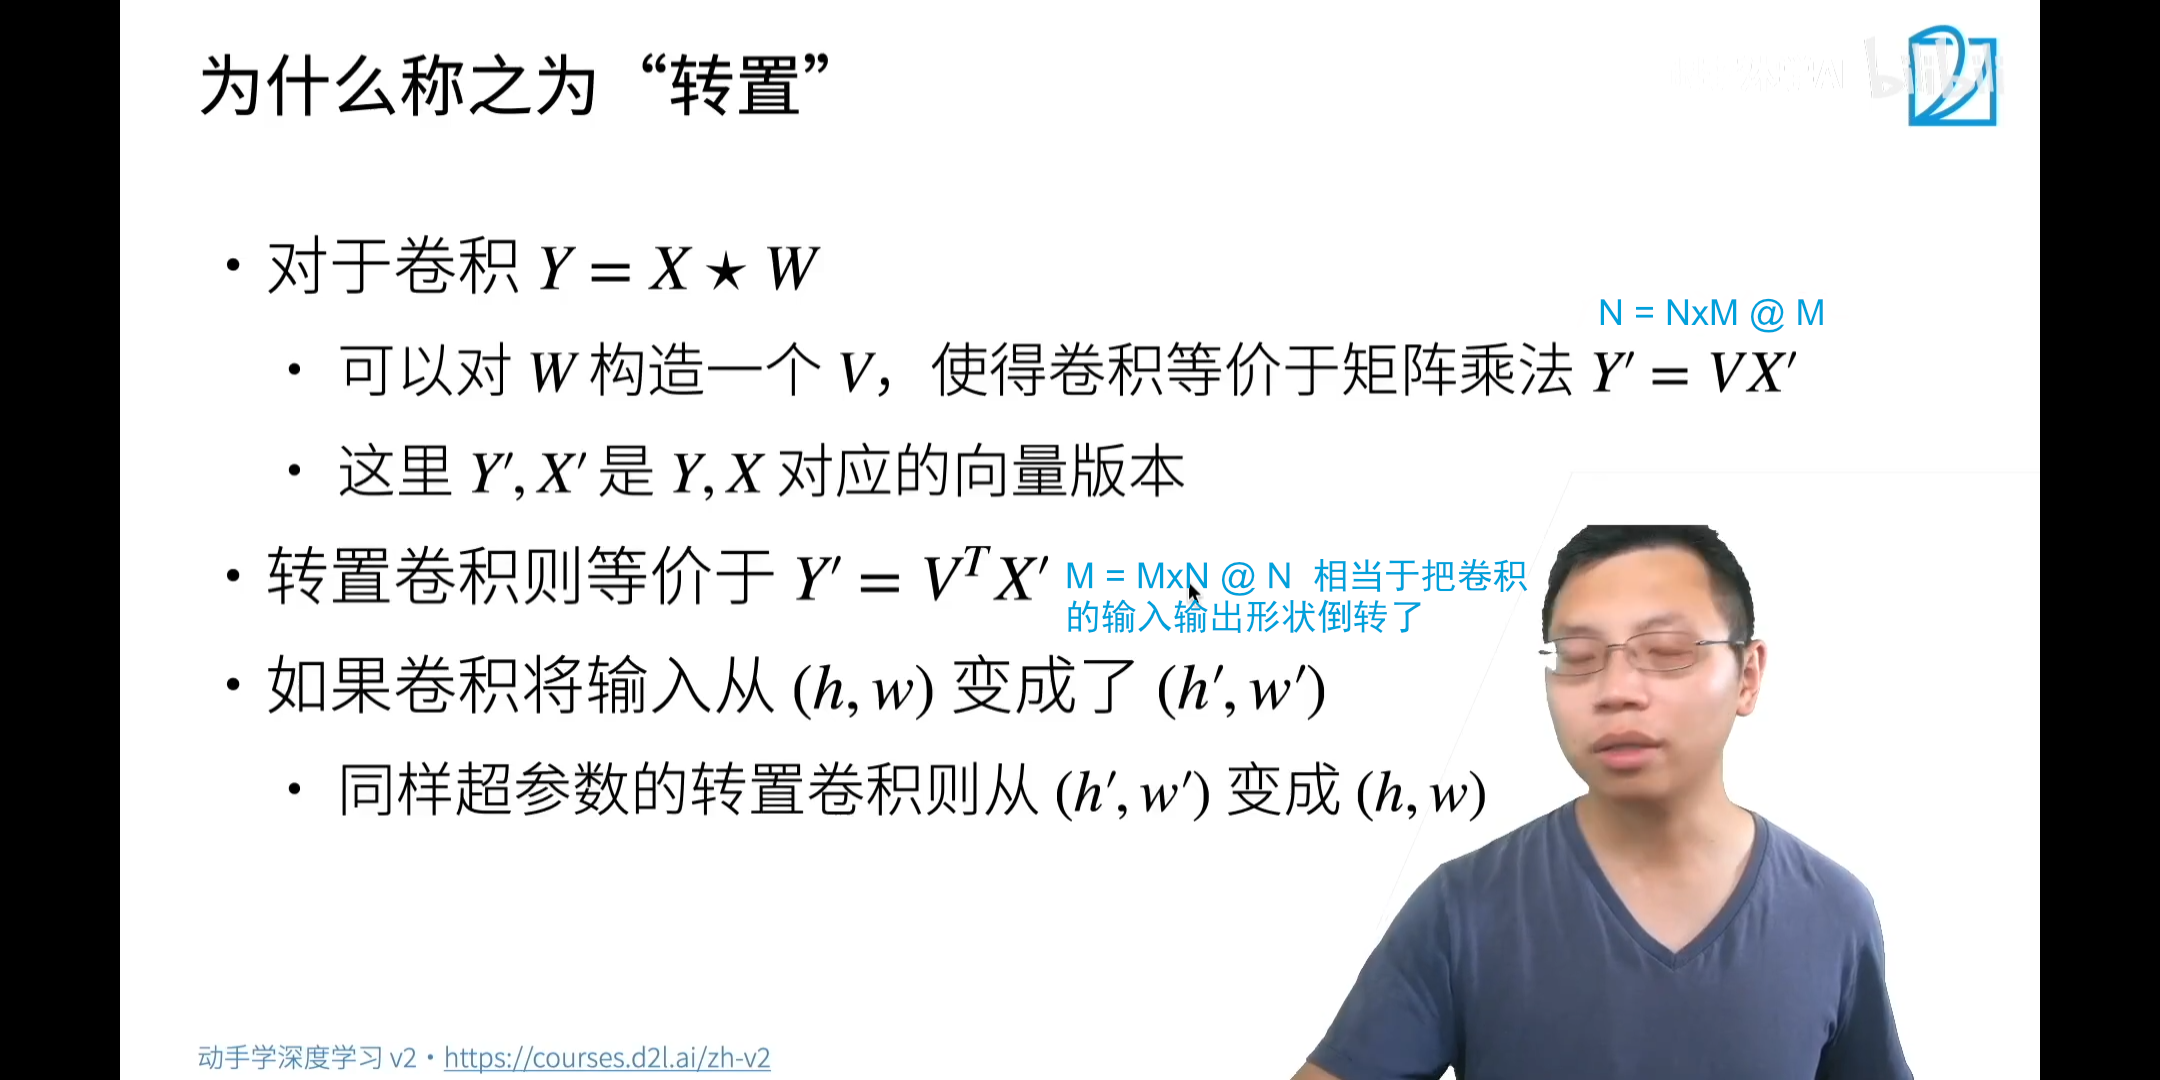 为什么称之为“转置”
• 对于卷积 Y = X ★ W
N = NxM @ M
• 可以对 W 构造一个 V，使得卷积等价于矩阵乘法 Y′ = VX′
• 这里 Y′, X′ 是 Y, X 对应的向量版本
• 转置卷积则等价于 Y′ = VᵀX′
M = MxN @ N 相当于把卷积
的输入输出形状倒转了
• 如果卷积将输入从 (h, w) 变成了 (h′, w′)
• 同样超参数的转置卷积则从 (h′, w′) 变成 (h, w)
动手学深度学习 v2 • https://courses.d2l.ai/zh-v2
bilibili